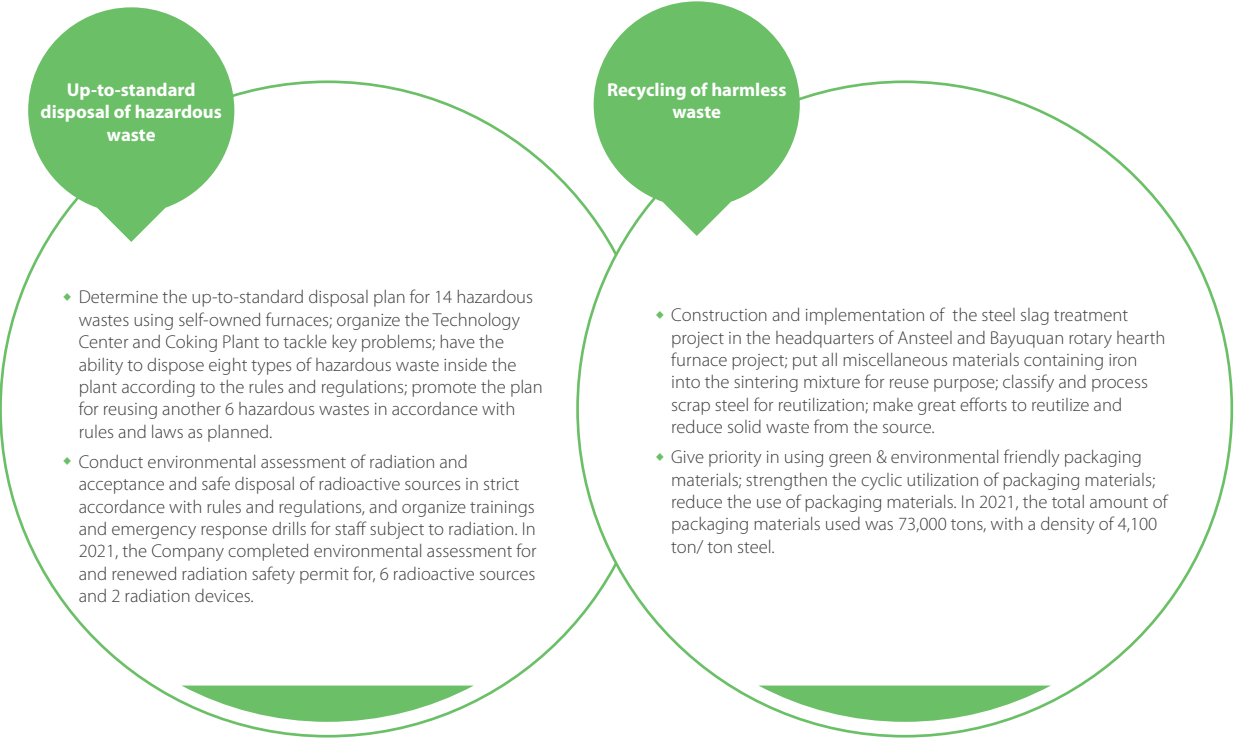 Up-to-standard
disposal of hazardous
waste
◆ Determine the up-to-standard disposal plan for 14 hazardous
wastes using self-owned furnaces; organize the Technology
Center and Coking Plant to tackle key problems; have the
ability to dispose eight types of hazardous waste inside the
plant according to the rules and regulations; promote the plan
for reusing another 6 hazardous wastes in accordance with
rules and laws as planned.
◆ Conduct environmental assessment of radiation and
acceptance and safe disposal of radioactive sources in strict
accordance with rules and regulations, and organize trainings
and emergency response drills for staff subject to radiation. In
2021, the Company completed environmental assessment for
and renewed radiation safety permit for, 6 radioactive sources
and 2 radiation devices.
Recycling of harmless
waste
◆ Construction and implementation of the steel slag treatment
project in the headquarters of Ansteel and Bayuquan rotary hearth
furnace project; put all miscellaneous materials containing iron
into the sintering mixture for reuse purpose; classify and process
scrap steel for reutilization; make great efforts to reutilize and
reduce solid waste from the source.
◆ Give priority in using green & environmental friendly packaging
materials; strengthen the cyclic utilization of packaging materials;
reduce the use of packaging materials. In 2021, the total amount of
packaging materials used was 73,000 tons, with a density of 4,100
ton/ ton steel.